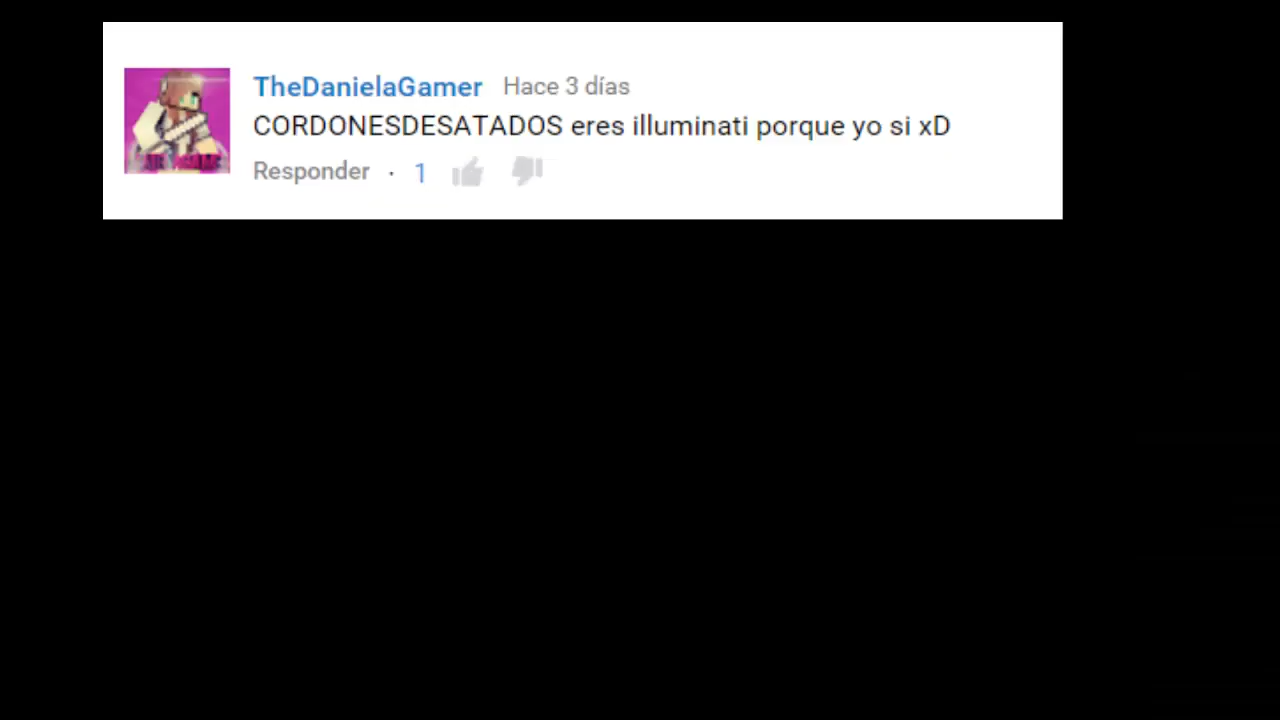 TheDanielaGamer Hace 3 días
CORDONESDESATADOS eres illuminati porque yo si xD
Responder · 1